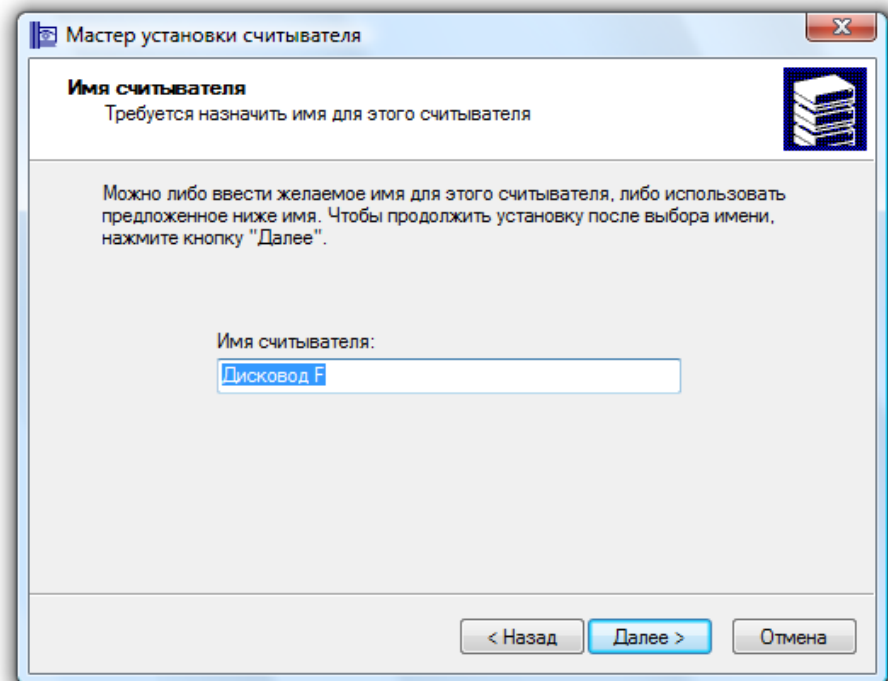 Мастер установки считывателя
Имя считывателя
Требуется назначить имя для этого считывателя
Можно либо ввести желаемое имя для этого считывателя, либо использовать
предложенное ниже имя. Чтобы продолжить установку после выбора имени,
нажмите кнопку "Далее".
Имя считывателя:
Дисковод F
< Назад Далее > Отмена